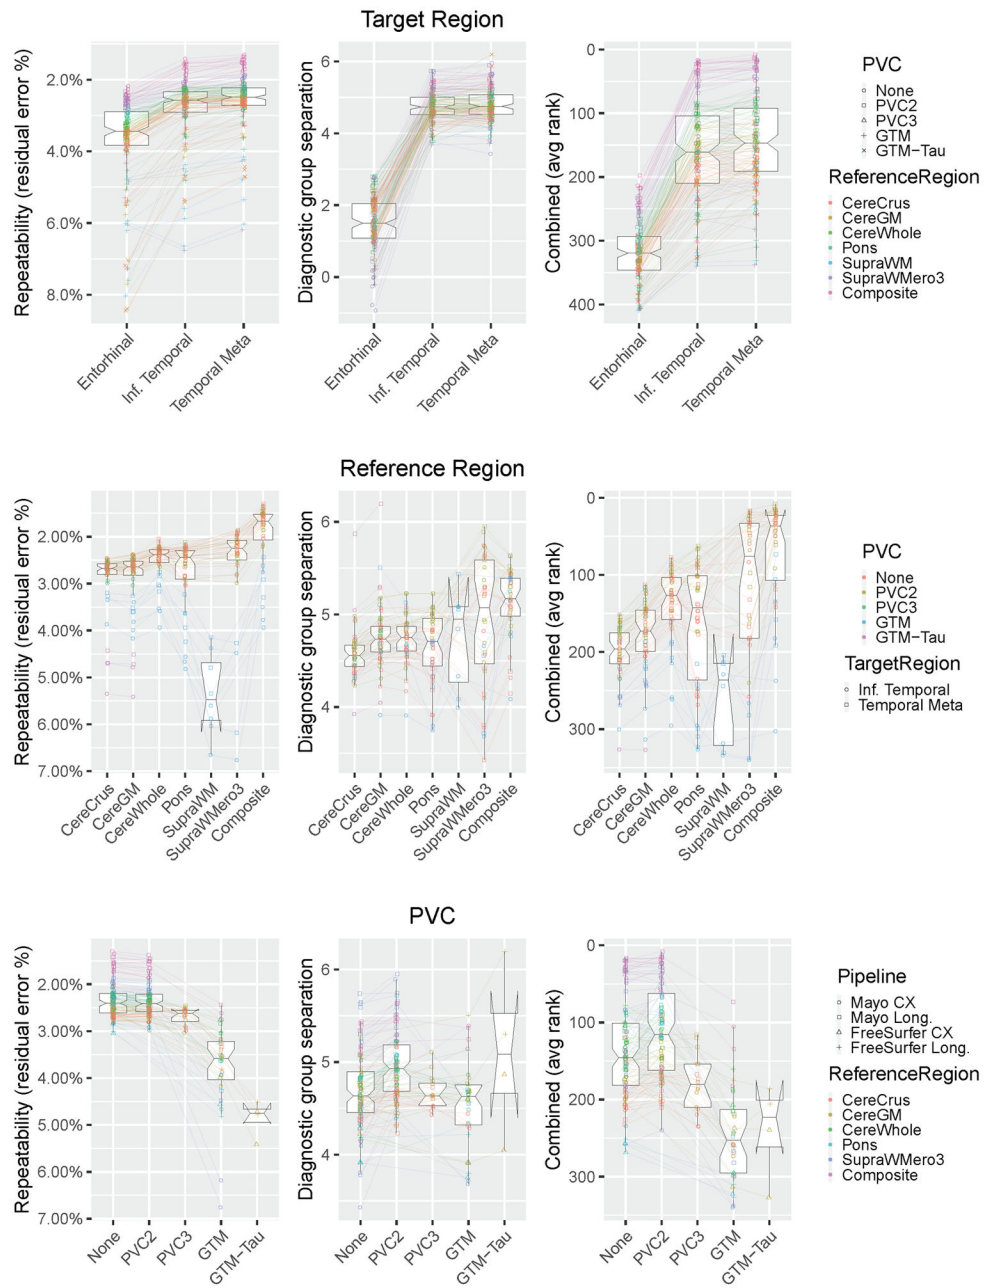 Target Region
Repeatability (residual error %)
2.0%
4.0%
6.0%
8.0%
Entorhinal
Inf. Temporal
Temporal Meta
Diagnostic group separation
6
4
2
0
Entorhinal
Inf. Temporal
Temporal Meta
Combined (avg rank)
0
100
200
300
400
Entorhinal
Inf. Temporal
Temporal Meta
PVC
None
PVC2
PVC3
GTM
GTM-Tau
ReferenceRegion
CereCrus
CereGM
CereWhole
Pons
SupraWM
SupraWMero3
Composite
Reference Region
Repeatability (residual error %)
2.00%
3.00%
4.00%
5.00%
6.00%
7.00%
CereCrus
CereGM
CereWhole
Pons
SupraWM
SupraWMero3
Composite
Diagnostic group separation
6
5
4
CereCrus
CereGM
CereWhole
Pons
SupraWM
SupraWMero3
Composite
Combined (avg rank)
0
100
200
300
CereCrus
CereGM
CereWhole
Pons
SupraWM
SupraWMero3
Composite
PVC
None
PVC2
PVC3
GTM
GTM-Tau
TargetRegion
Inf. Temporal
Temporal Meta
PVC
Repeatability (residual error %)
2.00%
3.00%
4.00%
5.00%
6.00%
7.00%
None
PVC2
PVC3
GTM
GTM-Tau
Diagnostic group separation
6
5
4
None
PVC2
PVC3
GTM
GTM-Tau
Combined (avg rank)
0
100
200
300
None
PVC2
PVC3
GTM
GTM-Tau
Pipeline
Mayo CX
Mayo Long.
FreeSurfer CX
FreeSurfer Long.
ReferenceRegion
CereCrus
CereGM
CereWhole
Pons
SupraWMero3
Composite